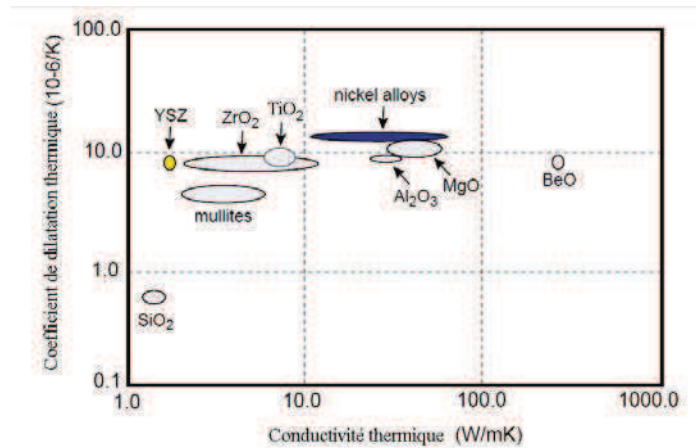 100.0
nickel alloys
YSZ
ZrO2
TiO2
10.0
Al2O3
MgO
BeO
mullites
1.0
SiO2
0.1
1.0
10.0
100.0
1000.0
Coefficient de dilatation thermique (10-6/K)
Conductivité thermique (W/mK)